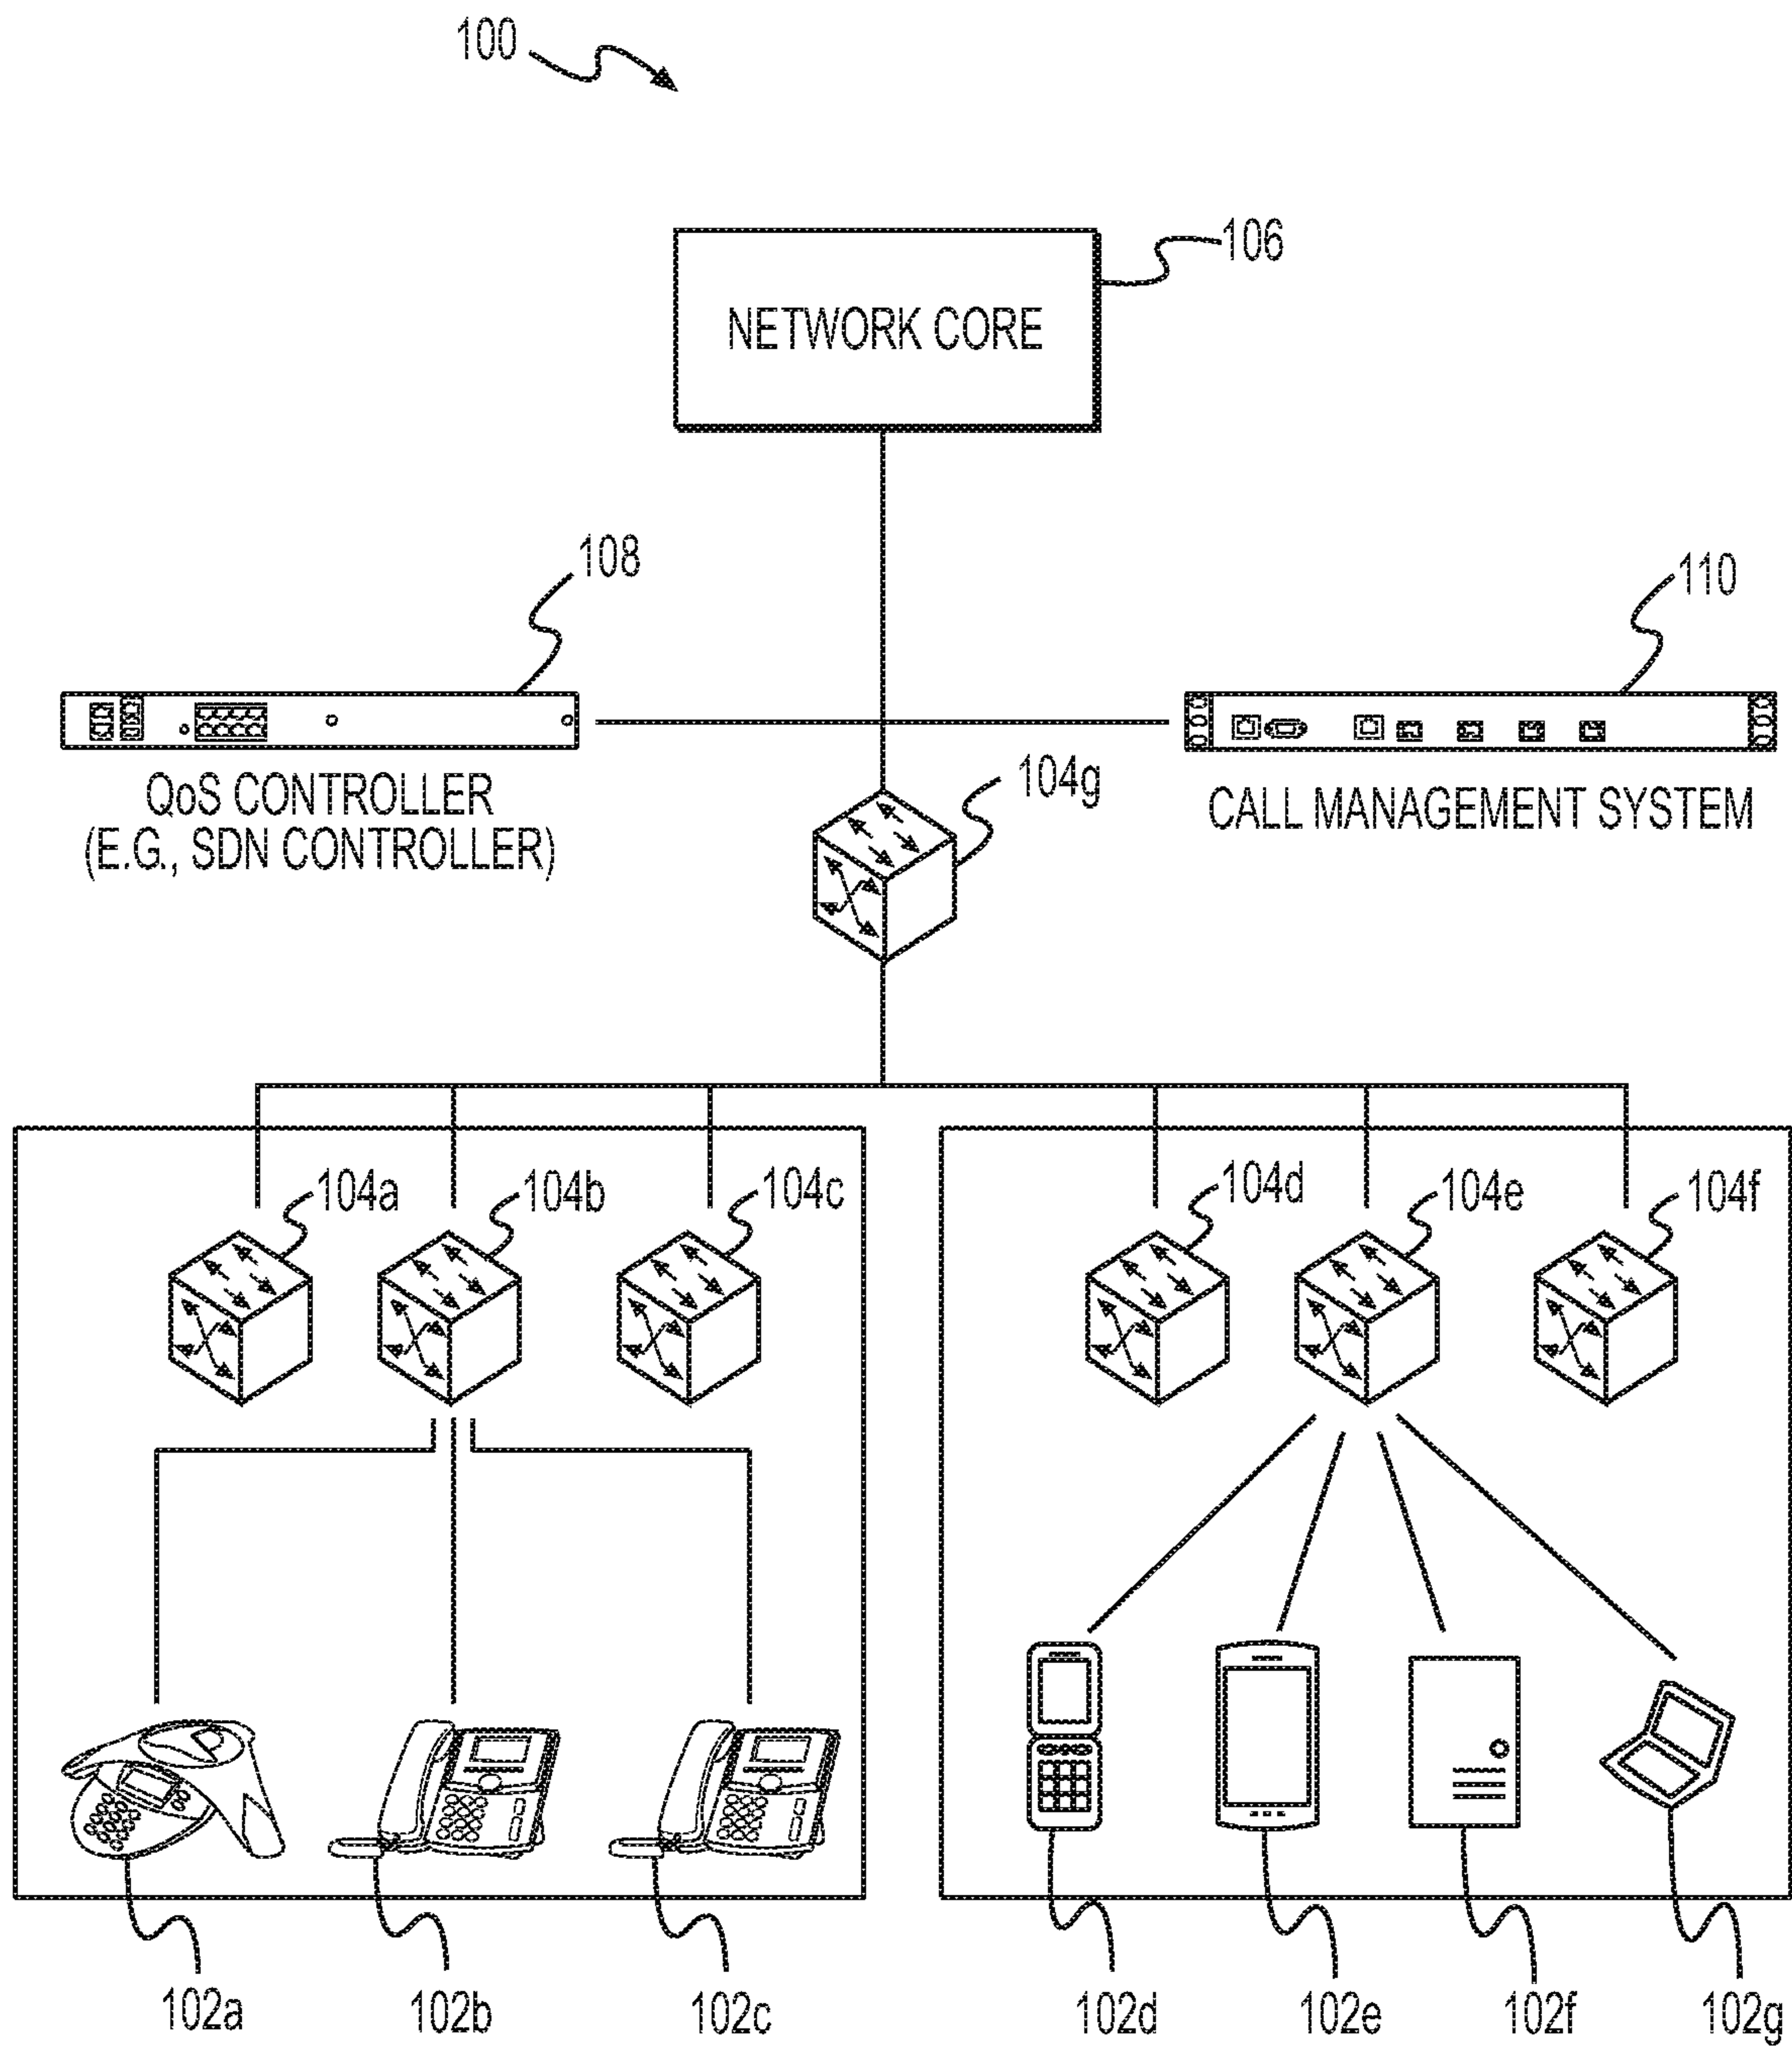 100
106
NETWORK CORE
108
110
QoS CONTROLLER
(E.G., SDN CONTROLLER)
104g
CALL MANAGEMENT SYSTEM
104a
104b
104c
104d
104e
104f
102a
102b
102c
102d
102e
102f
102g